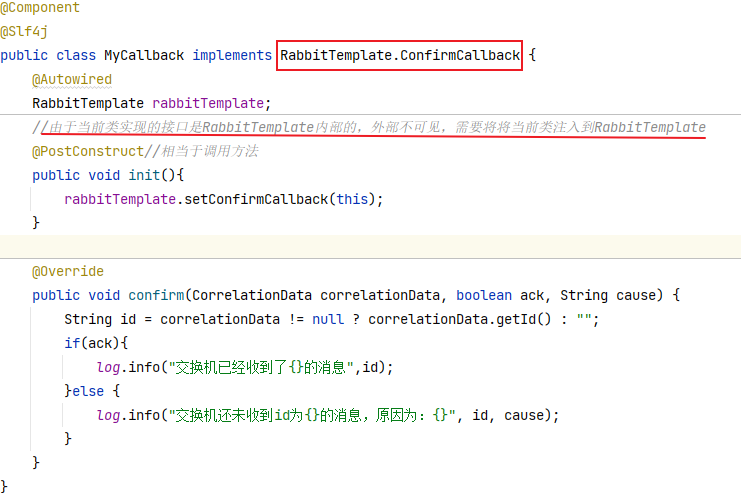 @Component
@Slf4j
public class MyCallback implements RabbitTemplate.ConfirmCallback {
@Autowired
RabbitTemplate rabbitTemplate;
//由于当前类实现的接口是RabbitTemplate内部的，外部不可见，需要将将当前类注入到RabbitTemplate
@PostConstruct//相当于调用方法
public void init(){
rabbitTemplate.setConfirmCallback(this);
}
@Override
public void confirm(CorrelationData correlationData, boolean ack, String cause) {
String id = correlationData != null ? correlationData.getId() : "";
if(ack){
log.info("交换机已经收到了{}的消息",id);
}else {
log.info("交换机还未收到id为{}的消息，原因为：{}", id, cause);
}
}
}